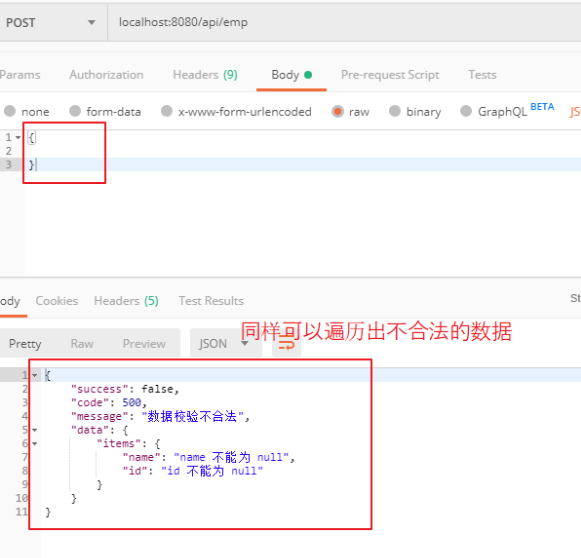 POST localhost:8080/api/emp
Params Authorization Headers (9) Body Pre-request Script Tests
none form-data x-www-form-urlencoded raw binary GraphQL BETA JS
1 {
2
3 }
ody Cookies Headers (5) Test Results St
同样可以遍历出不合法的数据
Pretty Raw Preview JSON
1 {
2 "success": false,
3 "code": 500,
4 "message": "数据校验不合法",
5 "data": {
6 "items": {
7 "name": "name 不能为 null",
8 "id": "id 不能为 null"
9 }
10 }
11 }